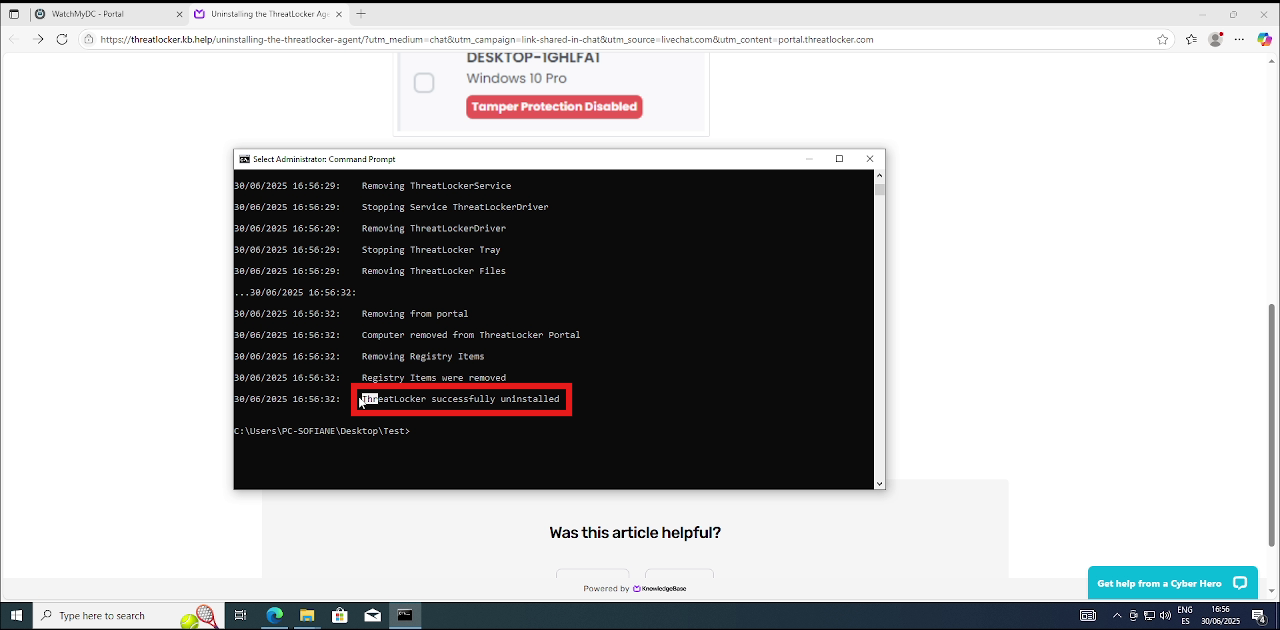 WatchMyDC - Portal
Uninstalling the ThreatLocker Age
https://threatlocker.kb.help/uninstalling-the-threatlocker-agent/?utm_medium=chat&utm_campaign=link-shared-in-chat&utm_source=livechat.com&utm_content=portal.threatlocker.com
DESKTOP-1GHLFA1
Windows 10 Pro
Tamper Protection Disabled
Select Administrator: Command Prompt
30/06/2025 16:56:29: Removing ThreatLockerService
30/06/2025 16:56:29: Stopping Service ThreatLockerDriver
30/06/2025 16:56:29: Removing ThreatLockerDriver
30/06/2025 16:56:29: Stopping ThreatLocker Tray
30/06/2025 16:56:29: Removing ThreatLocker Files
...30/06/2025 16:56:32:
30/06/2025 16:56:32: Removing from portal
30/06/2025 16:56:32: Computer removed from ThreatLocker Portal
30/06/2025 16:56:32: Removing Registry Items
30/06/2025 16:56:32: Registry Items were removed
30/06/2025 16:56:32: ThreatLocker successfully uninstalled
C:\Users\PC-SOFIANE\Desktop\Test>
Was this article helpful?
Powered by KnowledgeBase
Get help from a Cyber Hero
Type here to search
ENG
ES
16:56
30/06/2025
4